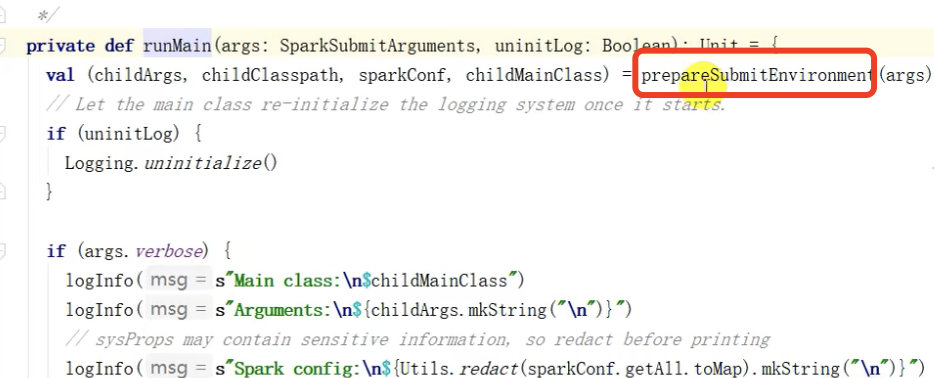 */
private def runMain(args: SparkSubmitArguments, uninitLog: Boolean): Unit = {
val (childArgs, childClasspath, sparkConf, childMainClass) = prepareSubmitEnvironment(args)
// Let the main class re-initialize the logging system once it starts.
if (uninitLog) {
Logging.uninitialize()
}
if (args.verbose) {
logInfo( msg = s"Main class:\n$childMainClass")
logInfo( msg = s"Arguments:\n${childArgs.mkString("\n")}")
// sysProps may contain sensitive information, so redact before printing
logInfo( msg = s"Spark config:\n${Utils.redact(sparkConf.getAll.toMap).mkString("\n")}")